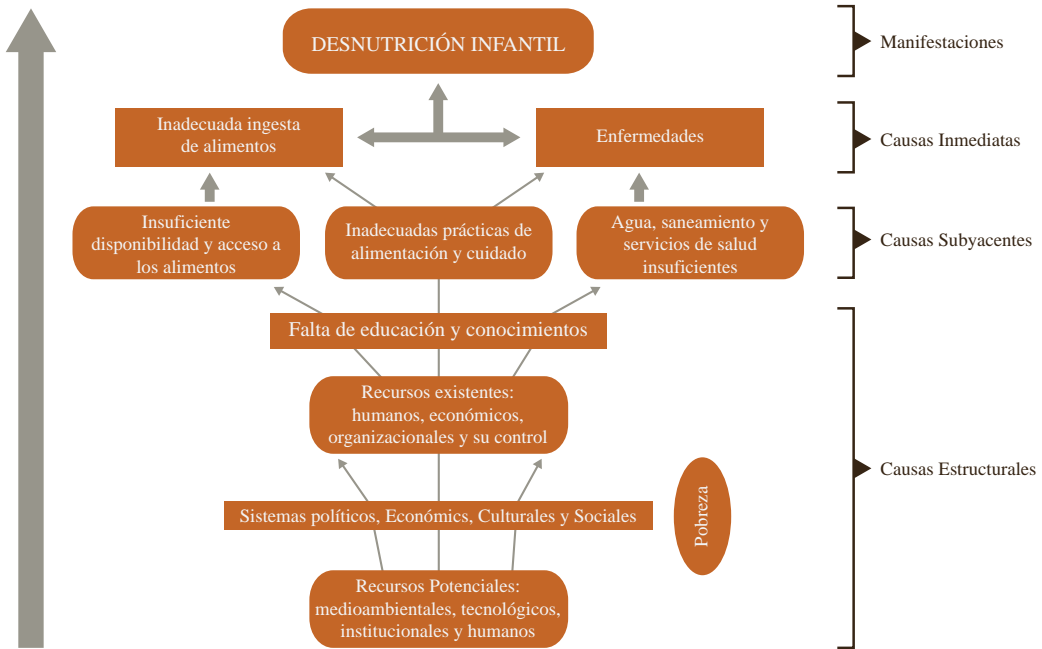 DESNUTRICIÓN INFANTIL
Manifestaciones
Inadecuada ingesta
de alimentos
Enfermedades
Causas Inmediatas
Insuficiente
disponibilidad y acceso a
los alimentos
Inadecuadas prácticas de
alimentación y cuidado
Agua, saneamiento y
servicios de salud
insuficientes
Causas Subyacentes
Falta de educación y conocimientos
Recursos existentes:
humanos, económicos,
organizacionales y su control
Causas Estructurales
Sistemas políticos, Económics, Culturales y Sociales
Pobreza
Recursos Potenciales:
medioambientales, tecnológicos,
institucionales y humanos